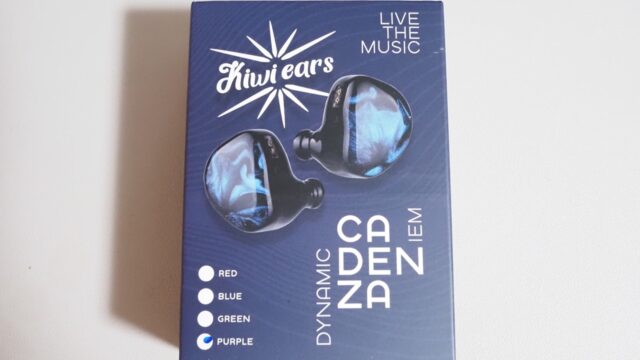 LIVE
THE
MUSIC
Kiwi ears
DYNAMIC
CA
DEN
ZA
IEM
RED
BLUE
GREEN
PURPLE